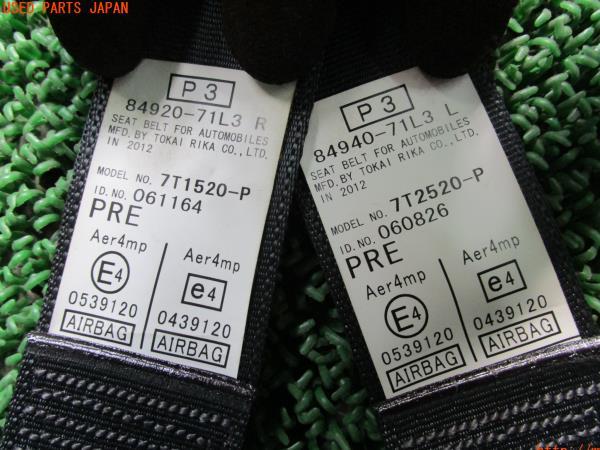 USED PARTS JAPAN
P3
84920-71L3 R
SEAT BELT FOR AUTOMOBILES
MFD. BY TOKAI RIKA CO., LTD.
IN 2012
MODEL NO. 7T1520-P
ID. NO. 061164
PRE
Aer4mp
E4
0539120
AIRBAG
Aer4mp
e4
0439120
AIRBAG
P3
84940-71L3 L
SEAT BELT FOR AUTOMOBILES
MFD. BY TOKAI RIKA CO., LTD.
IN 2012
MODEL NO. 7T2520-P
ID. NO. 060826
PRE
Aer4mp
E4
0539120
AIRBAG
Aer4mp
e4
0439120
AIRBAG